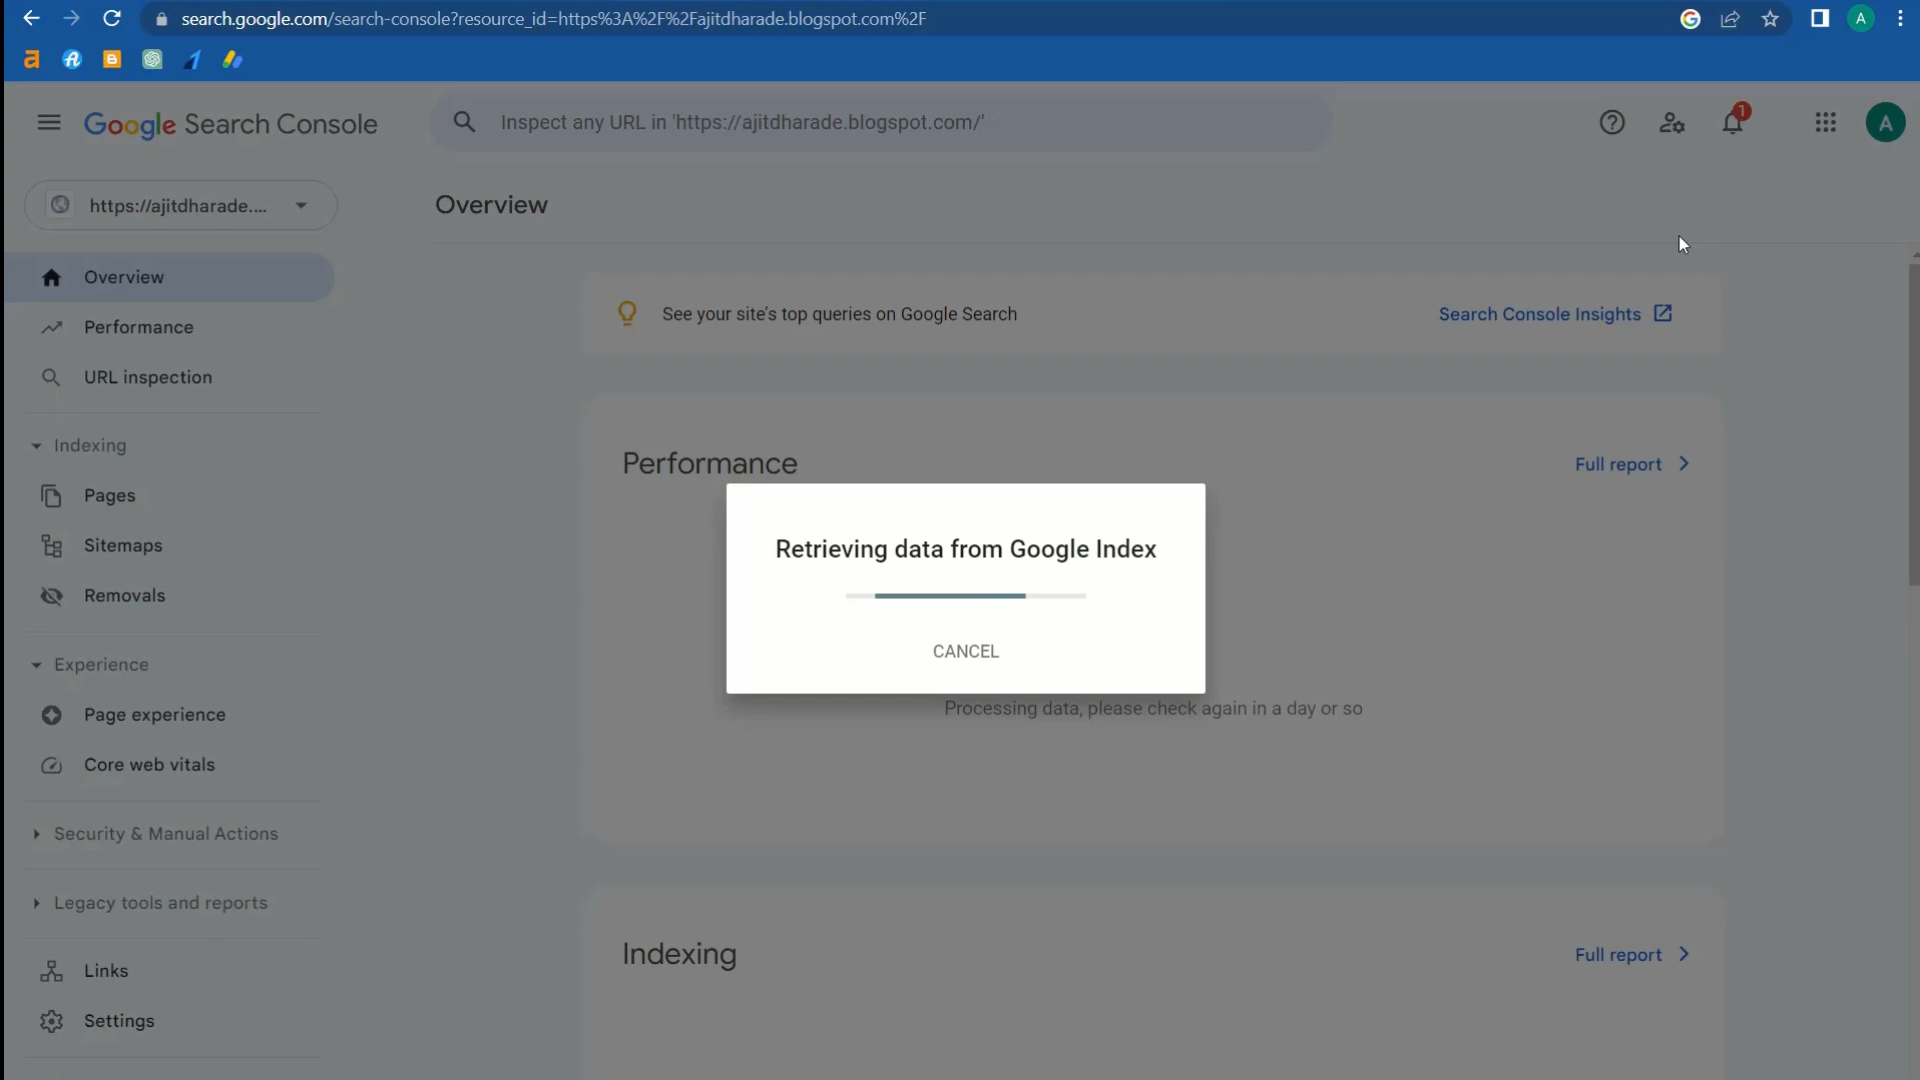 search.google.com/search-console?resource_id=https%3A%2F%2Fajitdharade.blogspot.com%2F
A
Google Search Console
Inspect any URL in 'https://ajitdharade.blogspot.com/'
1
A
https://ajitdharade....
Overview
Overview
Performance
URL inspection
Indexing
Pages
Sitemaps
Removals
Experience
Page experience
Core web vitals
Security & Manual Actions
Legacy tools and reports
Links
Settings
See your site's top queries on Google Search
Search Console Insights
Performance
Full report
Retrieving data from Google Index
CANCEL
Processing data, please check again in a day or so
Indexing
Full report